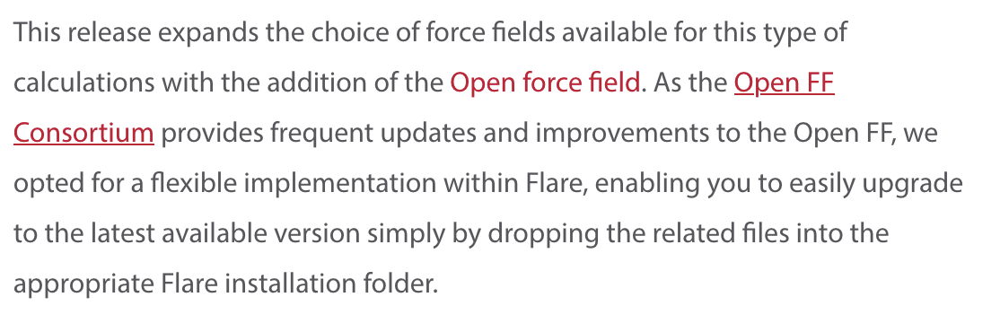 This release expands the choice of force fields available for this type of
calculations with the addition of the Open force field. As the Open FF
Consortium provides frequent updates and improvements to the Open FF, we
opted for a flexible implementation within Flare, enabling you to easily upgrade
to the latest available version simply by dropping the related files into the
appropriate Flare installation folder.